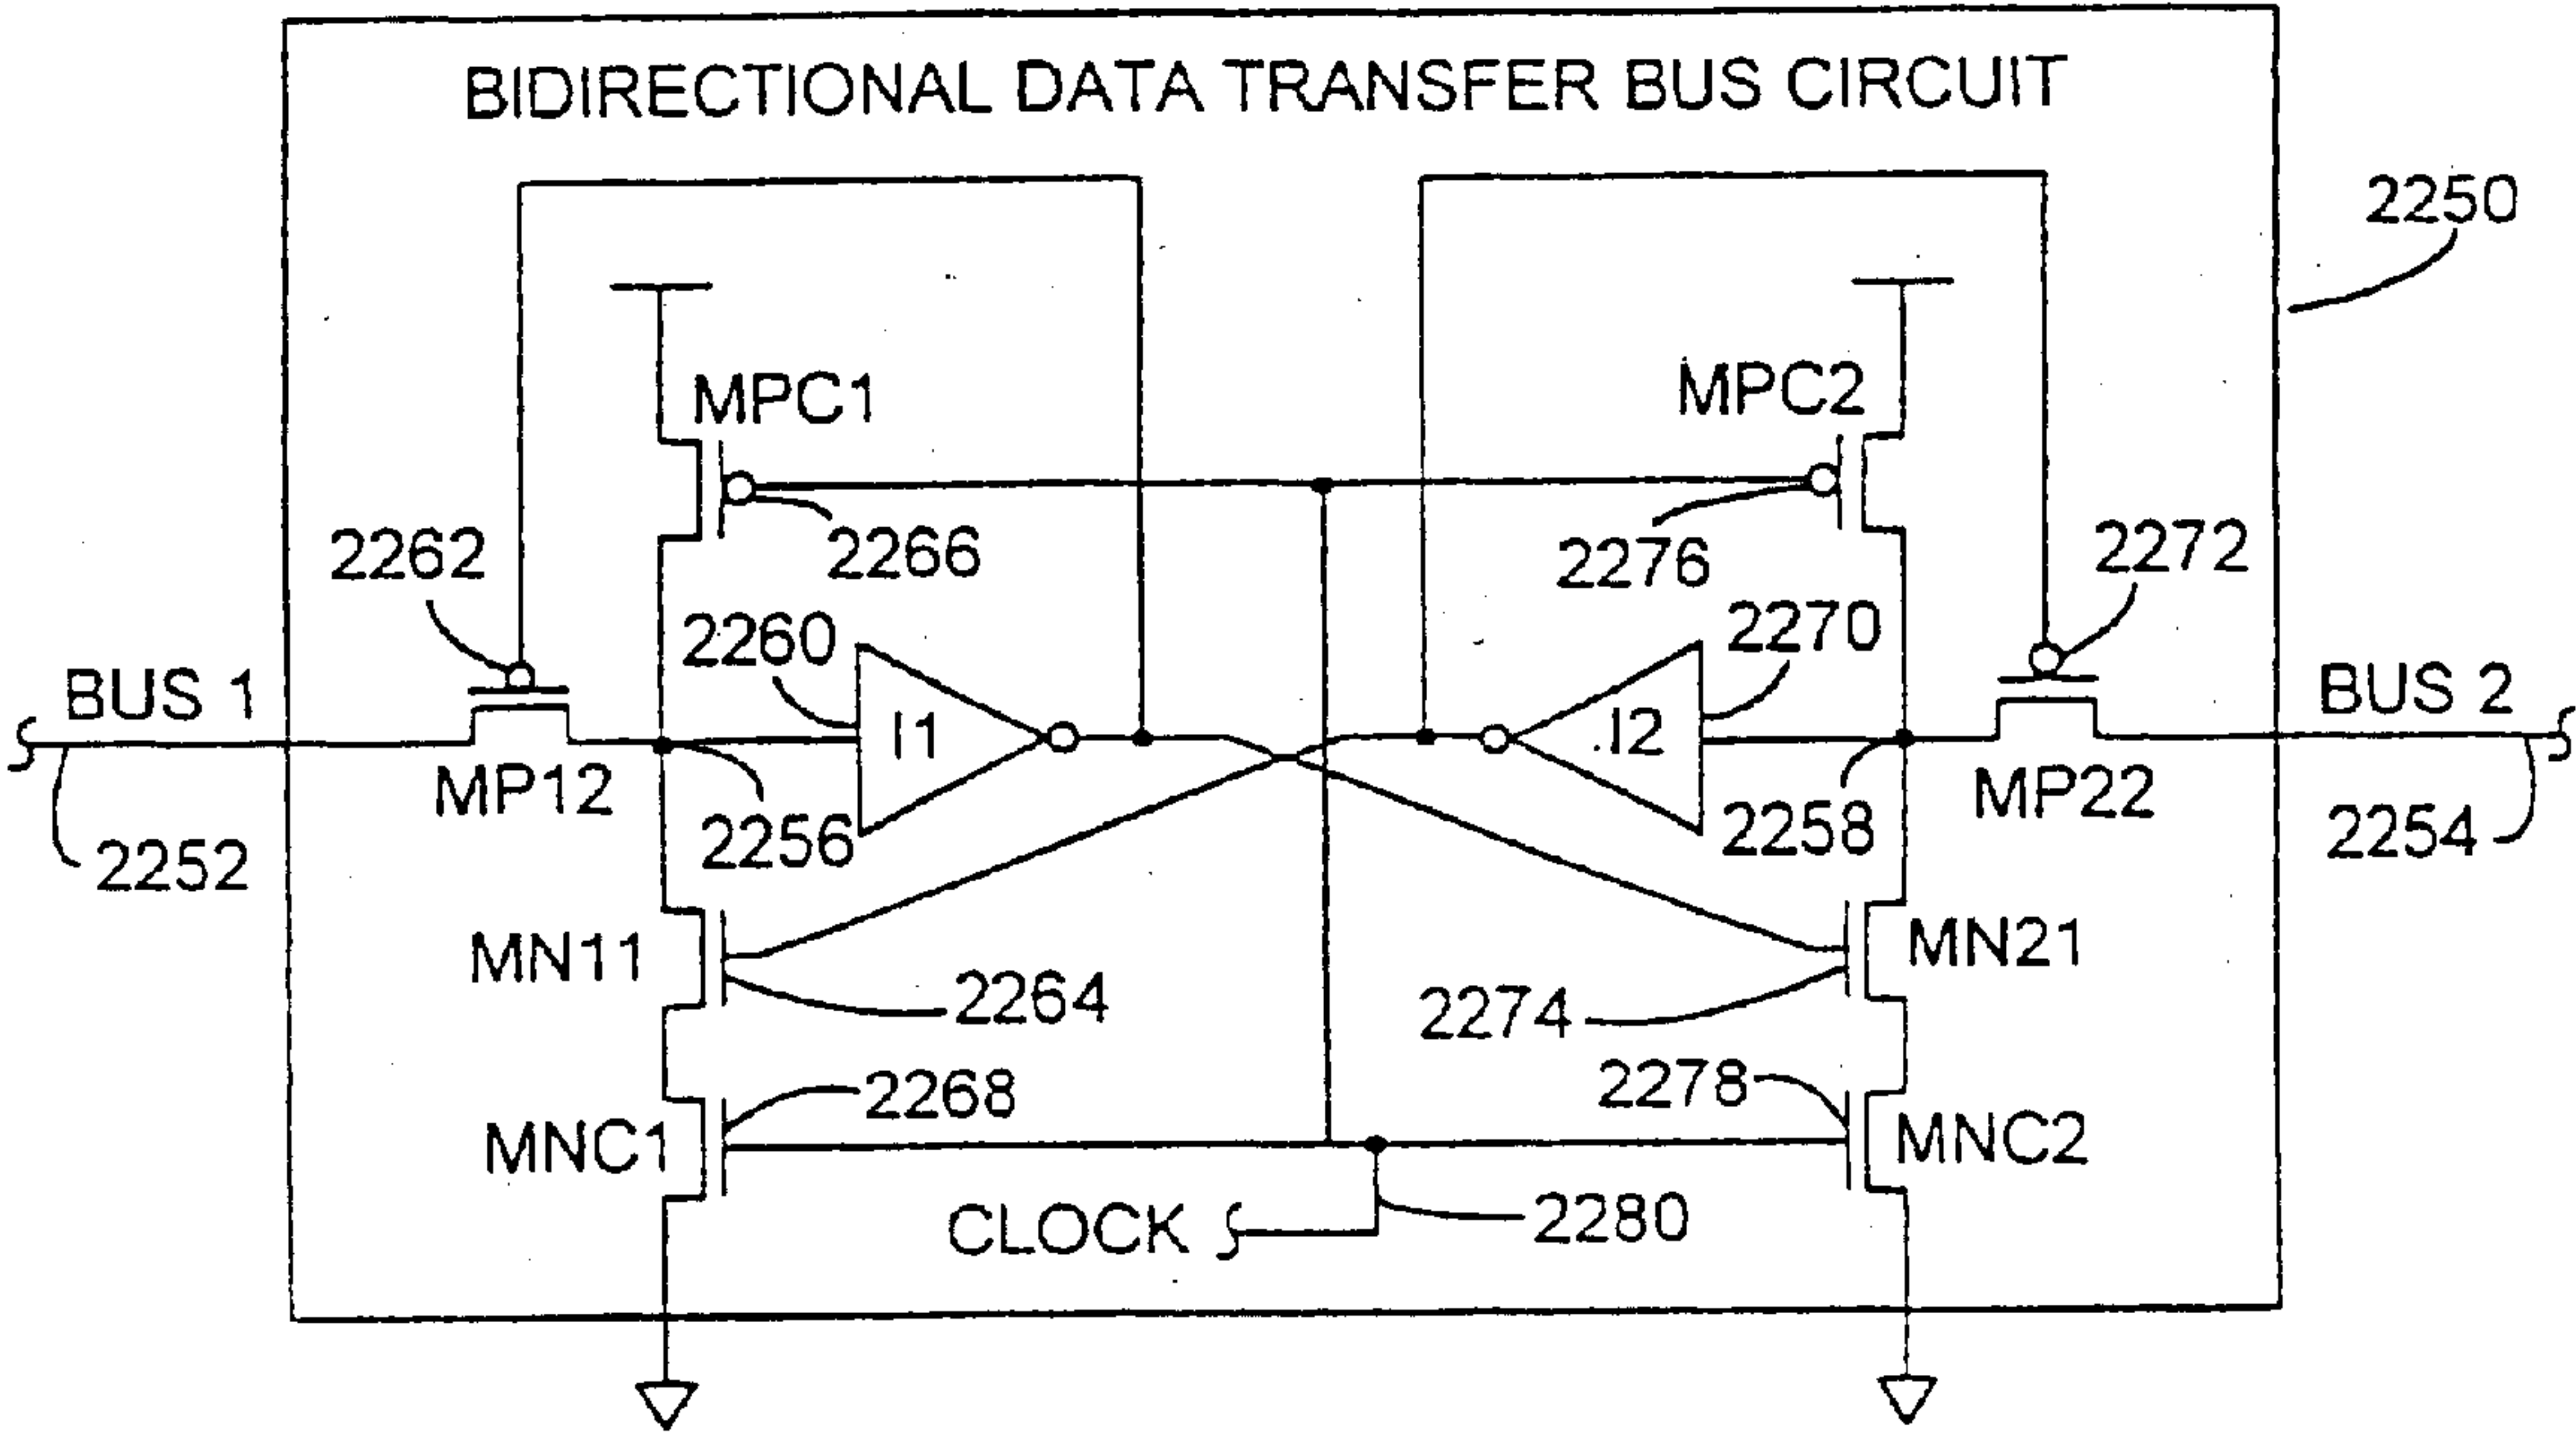 BIDIRECTIONAL DATA TRANSFER BUS CIRCUIT
2250
MPC1
MPC2
2262
2266
2276
2272
2260
2270
BUS 1
I1
I2
BUS 2
MP12
2256
2258
MP22
2252
2254
MN11
MN21
2264
2274
2268
2278
MNC1
MNC2
CLOCK
2280